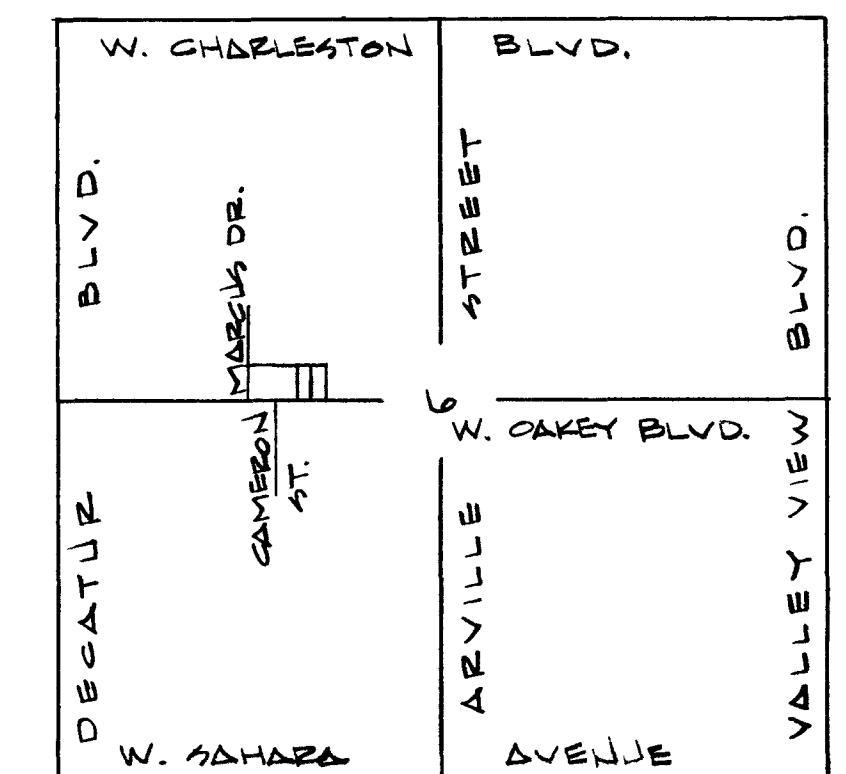 W. CHARLESTON BLVD.
DECATUR BLVD.
MARCUS DR.
ARVILLE STREET
VALLEY VIEW BLVD.
6
W. OAKEY BLVD.
CAMERON ST.
W. SAHARA AVENUE